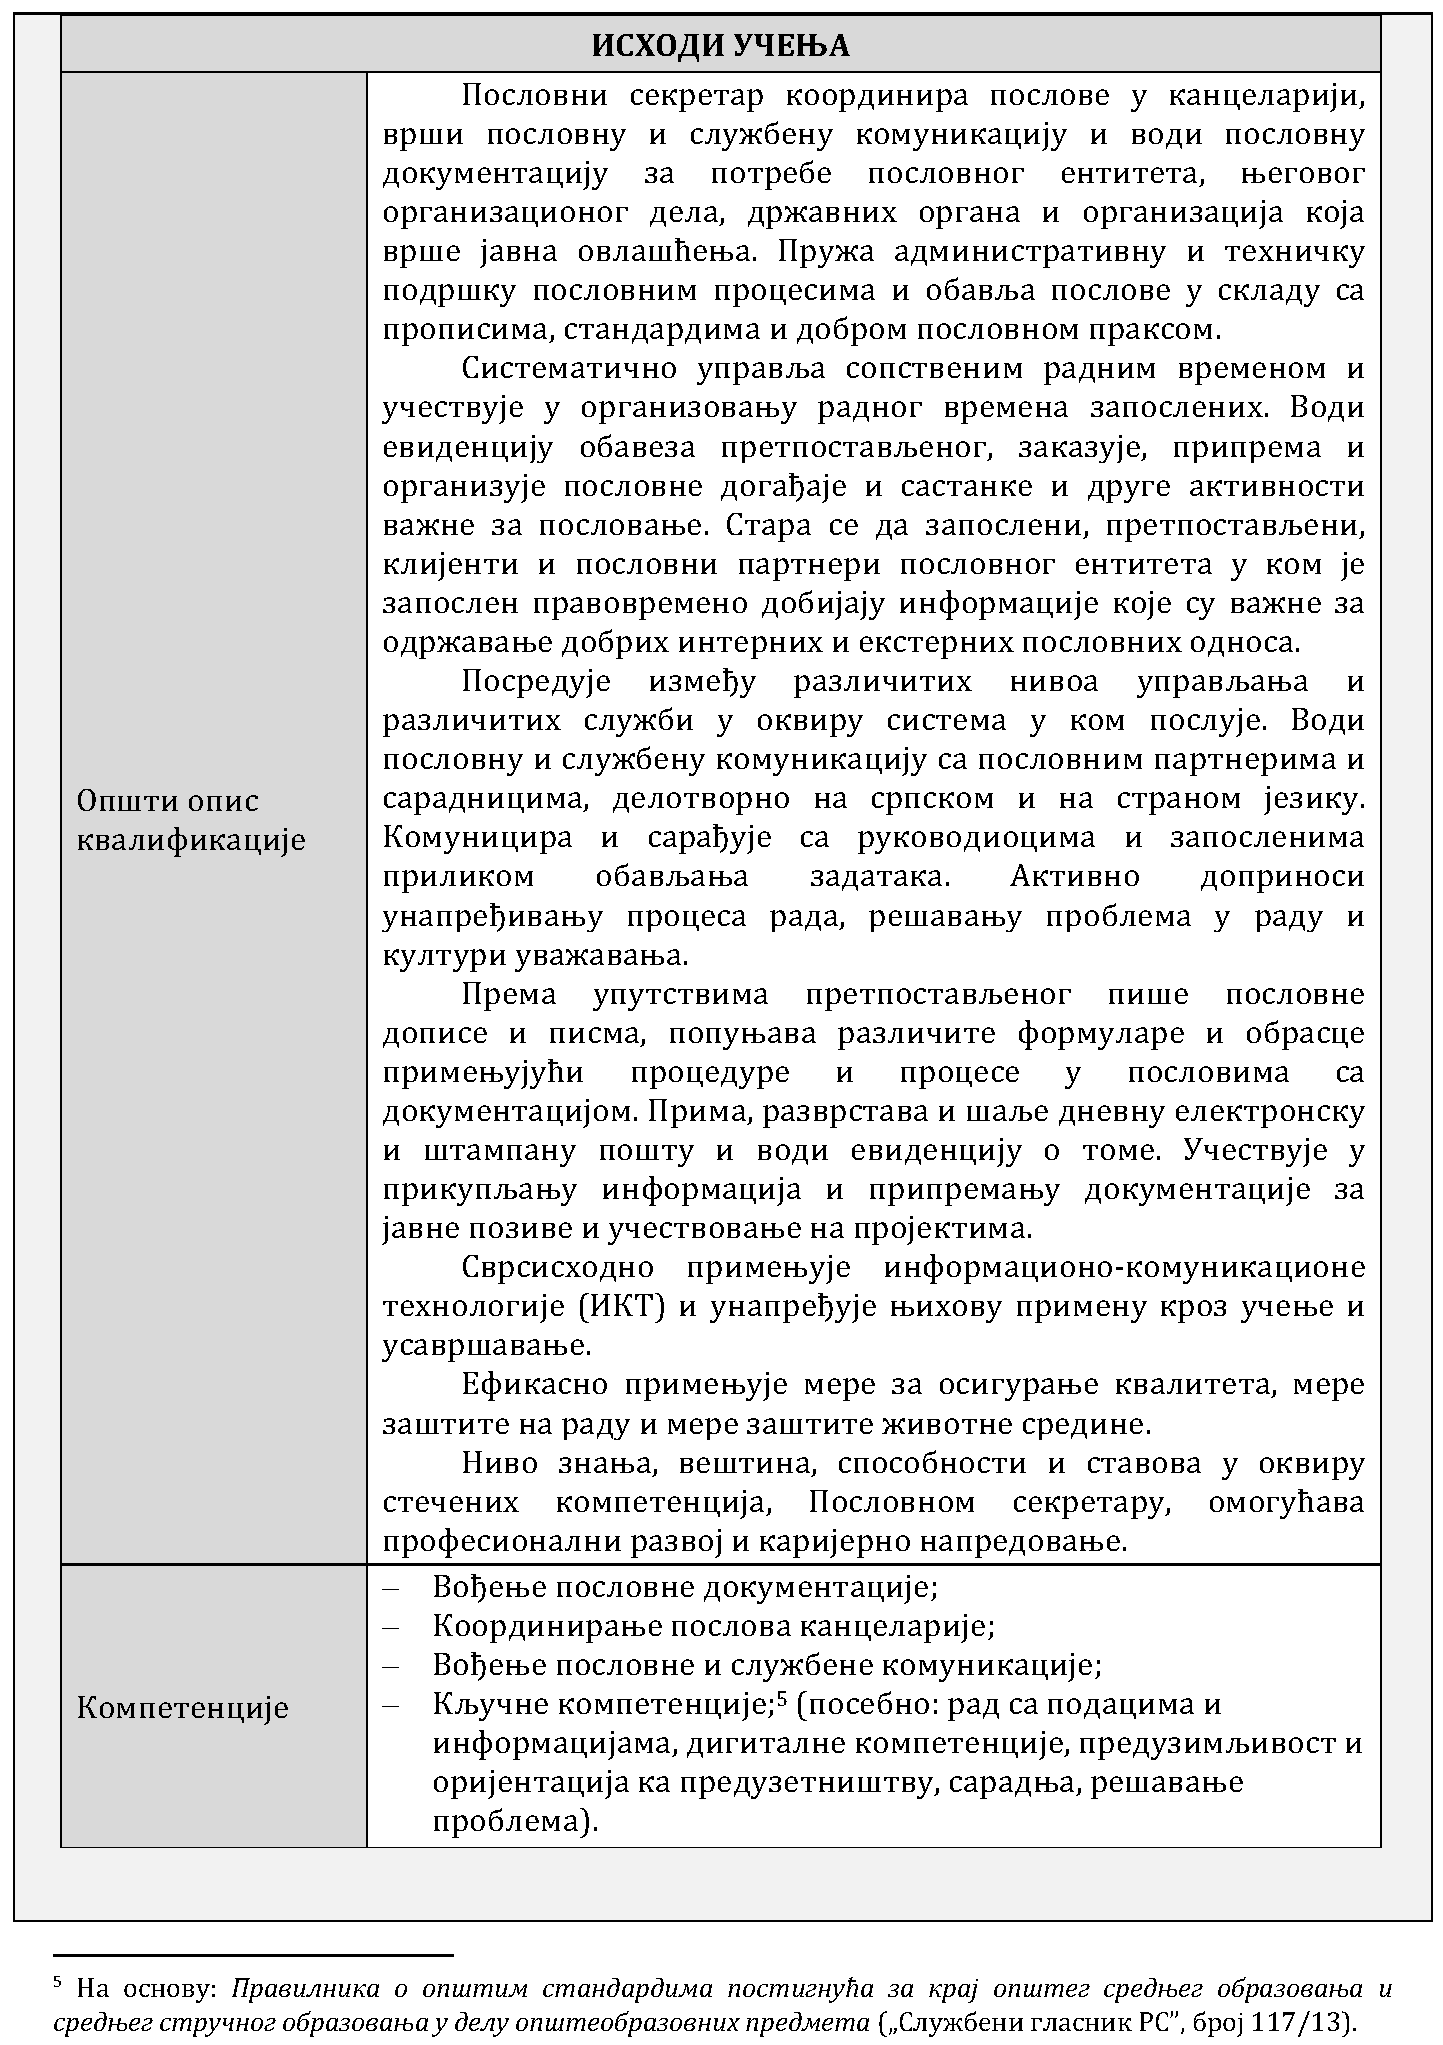 ИСХОДИ УЧЕЊА
Општи опис
квалификације
Пословни секретар координира послове у канцеларији,
врши пословну и службену комуникацију и води пословну
документацију за потребе пословног ентитета, његовог
организационог дела, државних органа и организација која
врше јавна овлашћења. Пружа административну и техничку
подршку пословним процесима и обавља послове у складу са
прописима, стандардима и добром пословном праксом.
Систематично управља сопственим радним временом и
учествује у организовању радног времена запослених. Води
евиденцију обавеза претпостављеног, заказује, припрема и
организује пословне догађаје и састанке и друге активности
важне за пословање. Стара се да запослени, претпостављени,
клијенти и пословни партнери пословног ентитета у ком је
запослен правовремено добијају информације које су важне за
одржавање добрих интерних и екстерних пословних односа.
Посредује између различитих нивоа управљања и
различитих служби у оквиру система у ком послује. Води
пословну и службену комуникацију са пословним партнерима и
сарадницима, делотворно на српском и на страном језику.
Комуницира и сарађује са руководиоцима и запосленима
приликом обављања задатака. Активно доприноси
унапређивању процеса рада, решавању проблема у раду и
култури уважавања.
Према упутствима претпостављеног пише пословне
дописе и писма, попуњава различите формуларе и обрасце
примењујући процедуре и процесе у пословима са
документацијом. Прима, разврстава и шаље дневну електронску
и штампану пошту и води евиденцију о томе. Учествује у
прикупљању информација и припремању документације за
јавне позиве и учествовање на пројектима.
Сврсисходно примењује информационо-комуникационе
технологије (ИКТ) и унапређује њихову примену кроз учење и
усавршавање.
Ефикасно примењује мере за осигурање квалитета, мере
заштите на раду и мере заштите животне средине.
Ниво знања, вештина, способности и ставова у оквиру
стечених компетенција, Пословном секретару, омогућава
професионални развој и каријерно напредовање.
Компетенције
– Вођење пословне документације;
– Координирање послова канцеларије;
– Вођење пословне и службене комуникације;
– Кључне компетенције;⁵ (посебно: рад са подацима и
информацијама, дигиталне компетенције, предузимљивост и
оријентација ка предузетништву, сарадња, решавање
проблема).
⁵ На основу: Правилника о општим стандардима постигнућа за крај општег средњег образовања и
средњег стручног образовања у делу општеобразовних предмета („Службени гласник РС”, број 117/13).